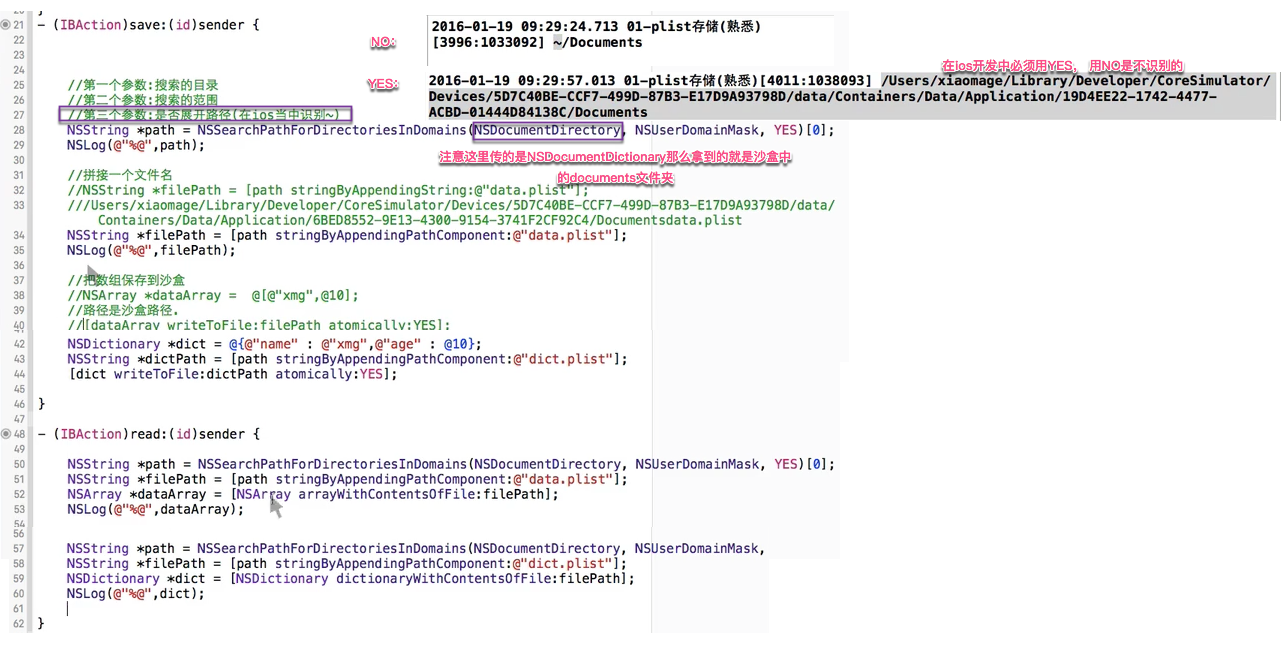 21 - (IBAction)save:(id)sender {
22
23
24
25 //第一个参数:搜索的目录
26 //第二个参数:搜索的范围
27 //第三个参数:是否展开路径(在ios当中识别~)
28 NSString *path = NSSearchPathForDirectoriesInDomains(NSDocumentDirectory, NSUserDomainMask, YES)[0];
29 NSLog(@"%@",path);
30
31 //拼接一个文件名
32 //NSString *filePath = [path stringByAppendingString:@"data.plist"];
33 ///Users/xiaomage/Library/Developer/CoreSimulator/Devices/5D7C40BE-CCF7-499D-87B3-E17D9A93798D/data/
Containers/Data/Application/6BED8552-9E13-4300-9154-3741F2CF92C4/Documentsdata.plist
34 NSString *filePath = [path stringByAppendingPathComponent:@"data.plist"];
35 NSLog(@"%@",filePath);
36
37 //把数组保存到沙盒
38 //NSArray *dataArray = @[@"xmg",@10];
39 //路径是沙盒路径.
40 //[dataArray writeToFile:filePath atomically:YES];
42 NSDictionary *dict = @{@"name" : @"xmg",@"age" : @10};
43 NSString *dictPath = [path stringByAppendingPathComponent:@"dict.plist"];
44 [dict writeToFile:dictPath atomically:YES];
45
46 }
47
48 - (IBAction)read:(id)sender {
49
50 NSString *path = NSSearchPathForDirectoriesInDomains(NSDocumentDirectory, NSUserDomainMask, YES)[0];
51 NSString *filePath = [path stringByAppendingPathComponent:@"data.plist"];
52 NSArray *dataArray = [NSArray arrayWithContentsOfFile:filePath];
53 NSLog(@"%@",dataArray);
54
56
57 NSString *path = NSSearchPathForDirectoriesInDomains(NSDocumentDirectory, NSUserDomainMask,
58 NSString *filePath = [path stringByAppendingPathComponent:@"dict.plist"];
59 NSDictionary *dict = [NSDictionary dictionaryWithContentsOfFile:filePath];
60 NSLog(@"%@",dict);
61
62 }
NO:
2016-01-19 09:29:24.713 01-plist存储(熟悉)
[3996:1033092] ~/Documents
在ios开发中必须用YES, 用NO是不识别的
YES:
2016-01-19 09:29:57.013 01-plist存储(熟悉)[4011:1038093] /Users/xiaomage/Library/Developer/CoreSimulator/
Devices/5D7C40BE-CCF7-499D-87B3-E17D9A93798D/data/Containers/Data/Application/19D4EE22-1742-4477-
ACBD-01444D84138C/Documents
注意这里传的是NSDocumentDictionary那么拿到的就是沙盒中
的documents文件夹